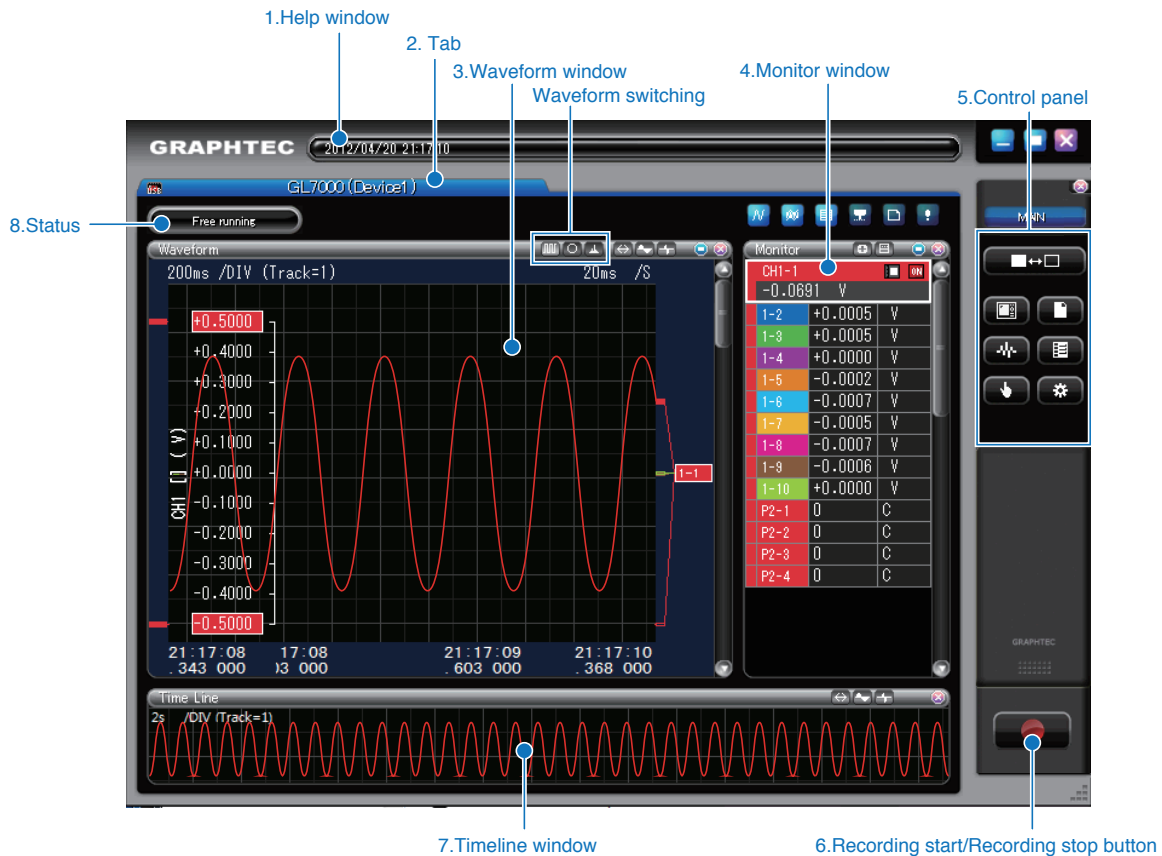 1.Help window
2. Tab
3.Waveform window
Waveform switching
4.Monitor window
5.Control panel
GRAPHTEC
2012/04/20 21:17:10
USB
GL7000 (Device1)
8.Status
Free running
MAIN
Waveform
Monitor
200ms /DIV (Track=1)
20ms /S
CH1-1
ON
-0.0691 V
1-2 +0.0005 V
1-3 +0.0005 V
1-4 +0.0000 V
1-5 -0.0002 V
1-6 -0.0007 V
1-7 -0.0005 V
1-8 -0.0007 V
1-9 -0.0006 V
1-10 +0.0000 V
P2-1 0 C
P2-2 0 C
P2-3 0 C
P2-4 0 C
+0.5000
+0.4000
+0.3000
+0.2000
+0.1000
+0.0000
-0.1000
-0.2000
-0.3000
-0.4000
-0.5000
CH1 [] ( V)
1-1
21:17:08 17:08 21:17:09 21:17:10
.343 000 )3 000 .603 000 .368 000
GRAPHTEC
Time Line
2s /DIV (Track=1)
7.Timeline window
6.Recording start/Recording stop button